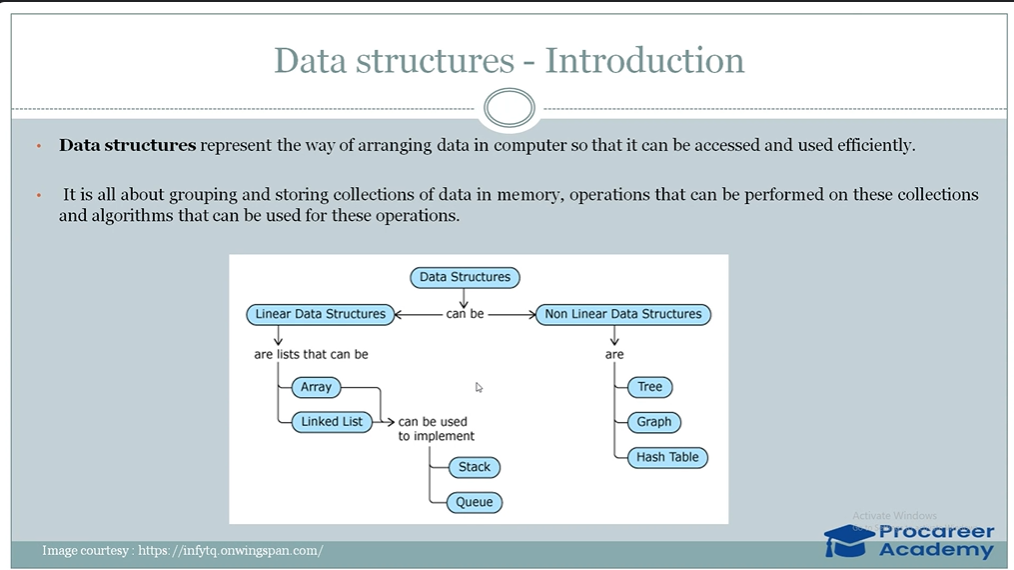 Data structures - Introduction
• Data structures represent the way of arranging data in computer so that it can be accessed and used efficiently.
• It is all about grouping and storing collections of data in memory, operations that can be performed on these collections
and algorithms that can be used for these operations.
Data Structures
Linear Data Structures
can be
Non Linear Data Structures
are lists that can be
are
Array
Tree
Linked List
can be used
to implement
Graph
Stack
Hash Table
Queue
Activate Windows
Procareer
Academy
Image courtesy : https://infytq.onwingspan.com/